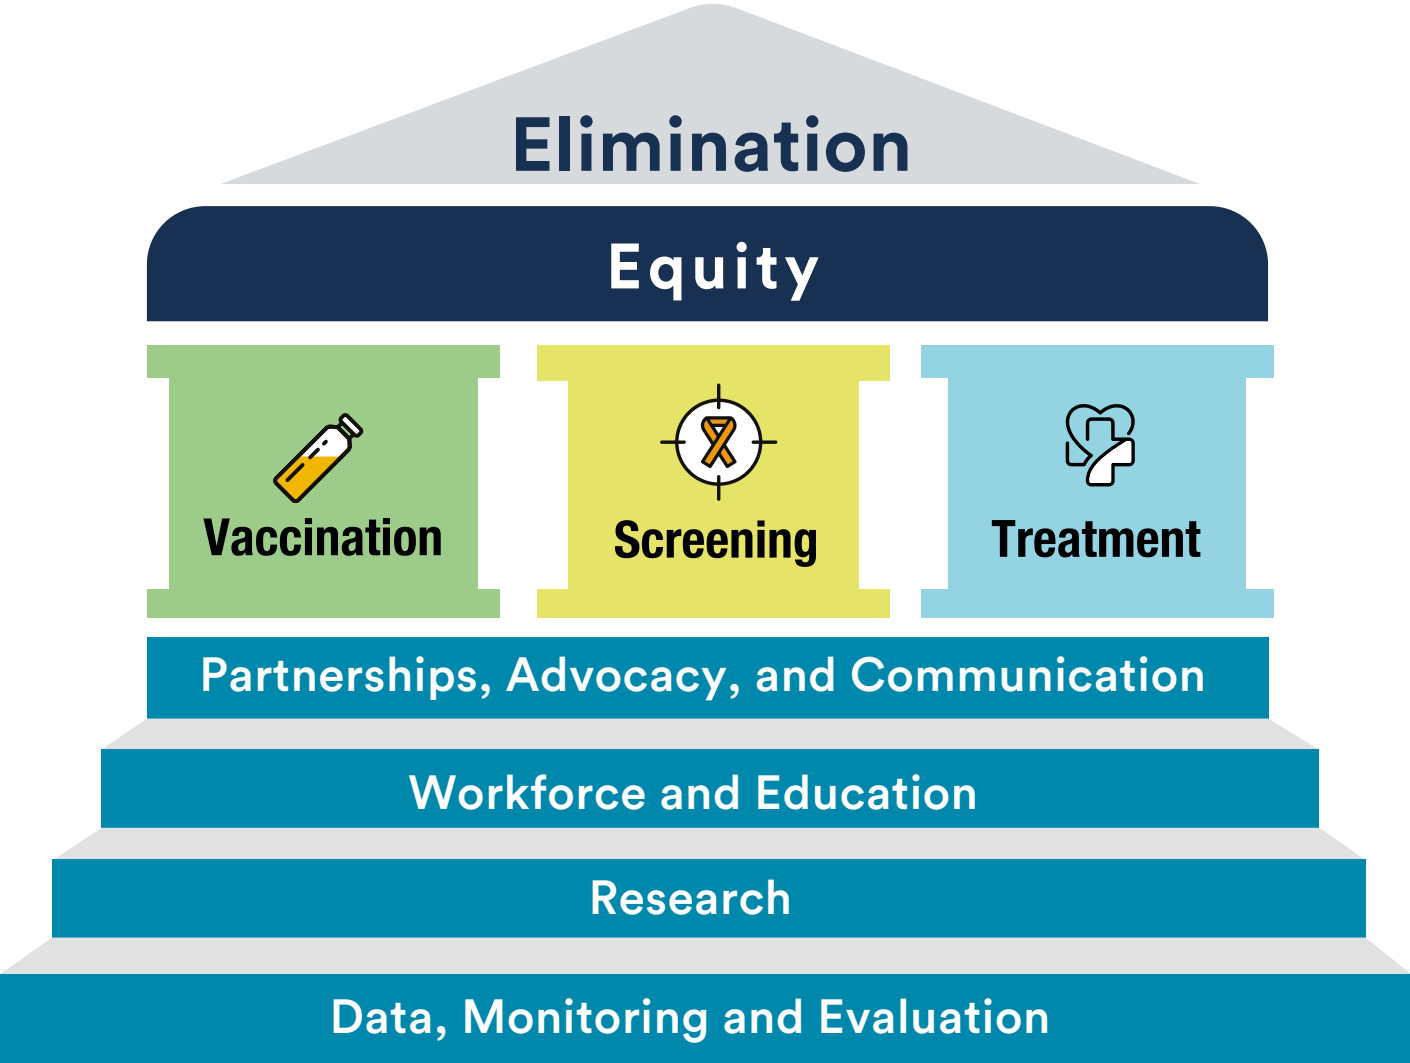 Elimination
Equity
Vaccination
Screening
Treatment
Partnerships, Advocacy, and Communication
Workforce and Education
Research
Data, Monitoring and Evaluation